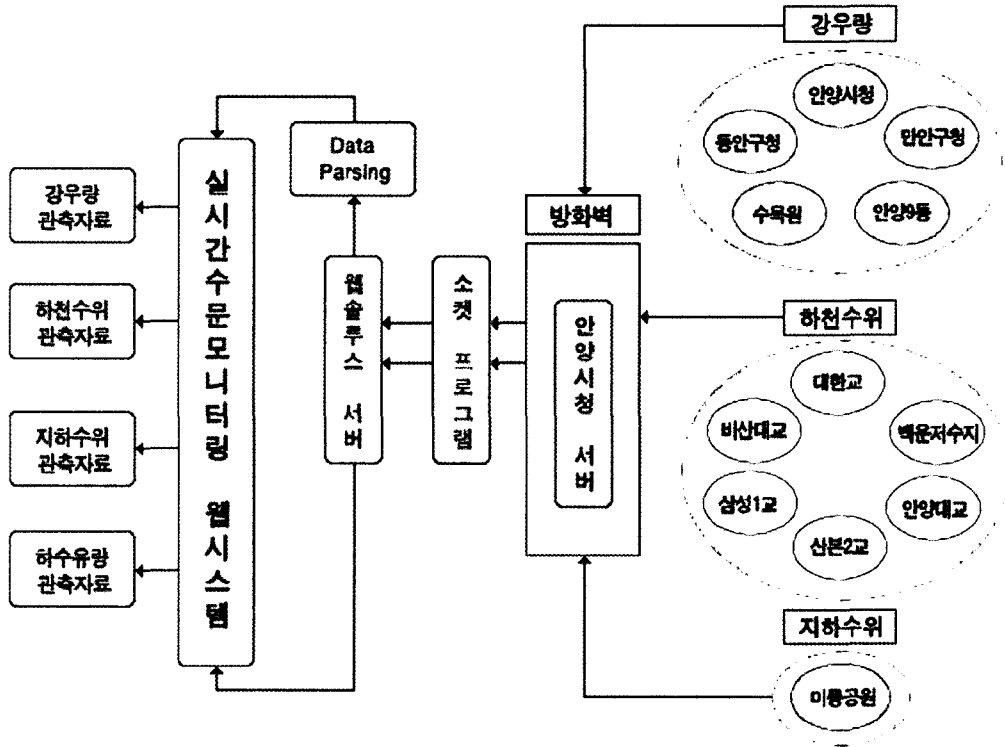 강우량
안양시청
동안구청
만안구청
수목원
안양9동
Data
Parsing
실시간수문모니터링 웹시스템
강우량
관측자료
하천수위
관측자료
지하수위
관측자료
하수유량
관측자료
방화벽
웹솔루스 서버
소켓 프로그램
안양시청 서버
하천수위
대한교
비산대교
백운저수지
삼성1교
안양대교
산본2교
지하수위
미륭공원